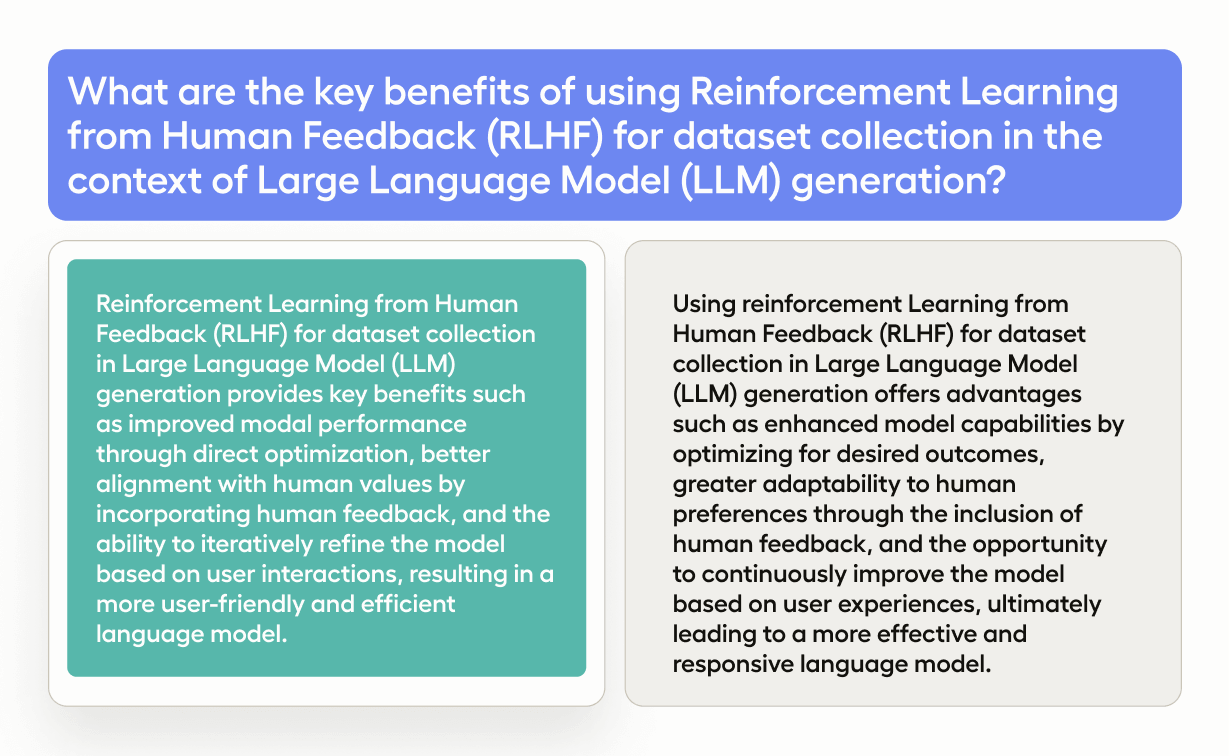 What are the key benefits of using Reinforcement Learning
from Human Feedback (RLHF) for dataset collection in the
context of Large Language Model (LLM) generation?
Reinforcement Learning from Human
Feedback (RLHF) for dataset collection
in Large Language Model (LLM)
generation provides key benefits such
as improved modal performance
through direct optimization, better
alignment with human values by
incorporating human feedback, and the
ability to iteratively refine the model
based on user interactions, resulting in a
more user-friendly and efficient
language model.
Using reinforcement Learning from
Human Feedback (RLHF) for dataset
collection in Large Language Model
(LLM) generation offers advantages
such as enhanced model capabilities by
optimizing for desired outcomes,
greater adaptability to human
preferences through the inclusion of
human feedback, and the opportunity
to continuously improve the model
based on user experiences, ultimately
leading to a more effective and
responsive language model.